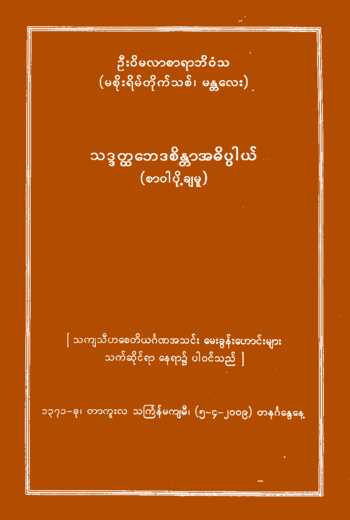 ဦးဝိမလာစာရာဘိဝံသ
(မစိုးရိမ်တိုက်သစ်၊ မန္တလေး)
သဒ္ဒတ္ထဘေဒစိန္တာအဓိပ္ပါယ်
(စာဝါပို့ချမှု)
[ သကျသီဟစေတိယင်္ဂဏအသင်း မေးခွန်းဟောင်းများ
သက်ဆိုင်ရာ နေရာ၌ ပါဝင်သည် ]
၁၃၇၁-ခု၊ တာကူးလ သင်္ကြန်မကျမီ၊ (၅-၄-၂၀၀၉) တနင်္ဂနွေနေ့